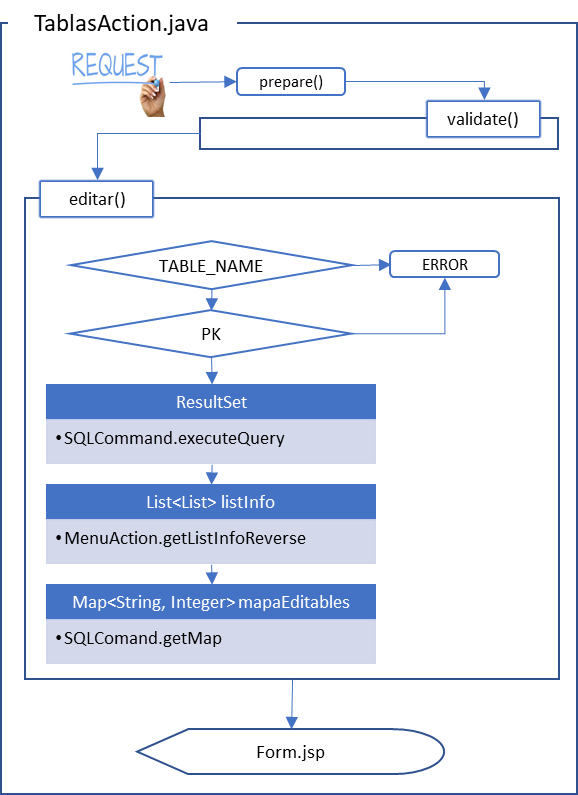 TablasAction.java
REQUEST
prepare()
validate()
editar()
TABLE_NAME
ERROR
PK
ResultSet
•SQLCommand.executeQuery
List<List> listInfo
•MenuAction.getListInfoReverse
Map<String, Integer> mapaEditables
•SQLComand.getMap
Form.jsp